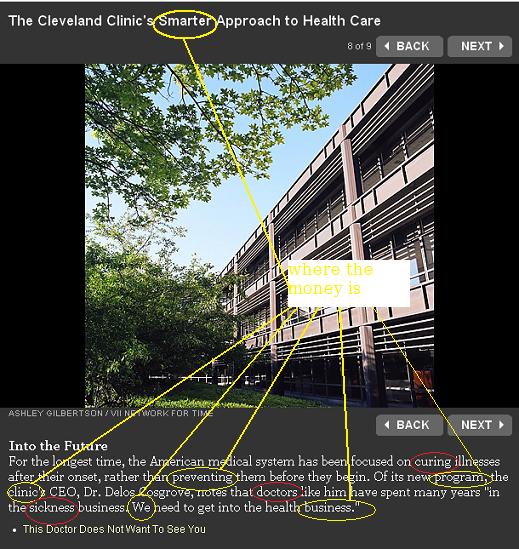 The Cleveland Clinic's Smarter Approach to Health Care
8 of 9
BACK
NEXT
where the
money is
ASHLEY GILBERTSON / VII NETWORK FOR TIME
BACK
NEXT
Into the Future
For the longest time, the American medical system has been focused on curing illnesses
after their onset, rather than preventing them before they begin. Of its new program, the
clinic's CEO, Dr. Delos Cosgrove, notes that doctors like him have spent many years "in
the sickness business. We need to get into the health business."
• This Doctor Does Not Want To See You